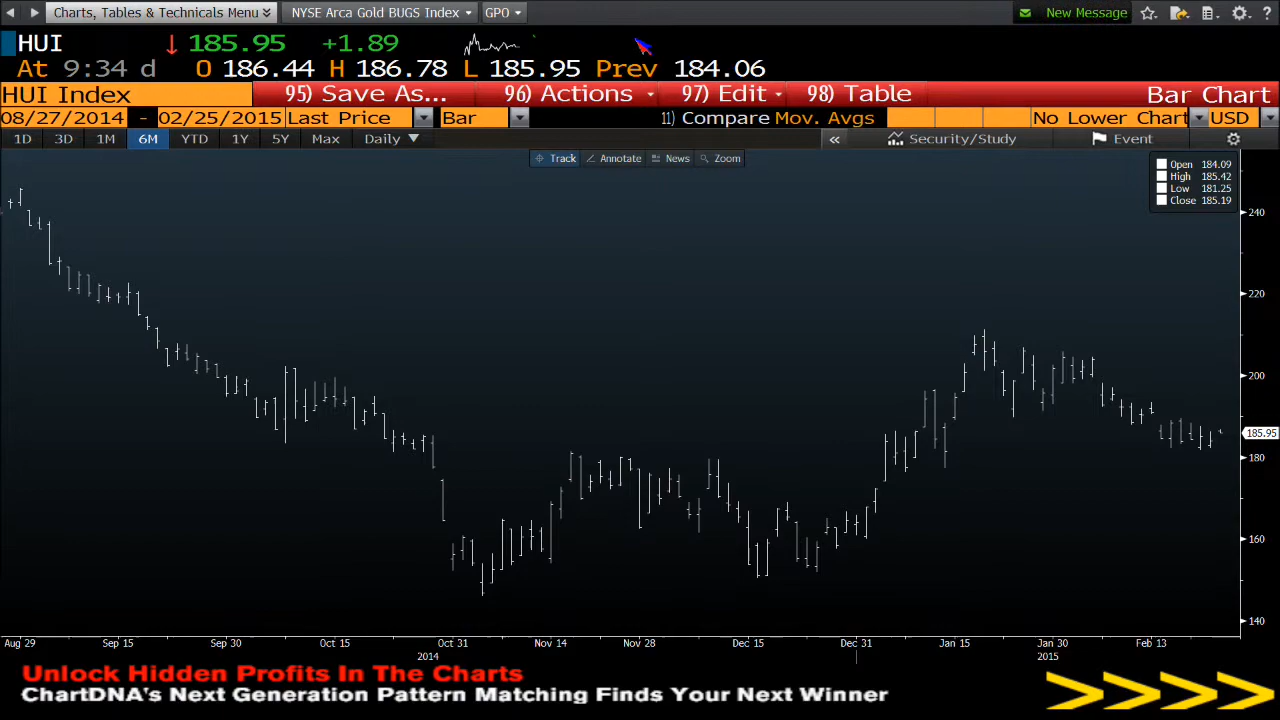 Charts, Tables & Technicals Menu NYSE Arca Gold BUGS Index GPO New Message ?
HUI ↓ 185.95 +1.89
At 9:34 d O 186.44 H 186.78 L 185.95 Prev 184.06
HUI Index 95) Save As... 96) Actions 97) Edit 98) Table Bar Chart
08/27/2014 - 02/25/2015 Last Price Bar 11) Compare Mov. Avgs No Lower Chart USD
1D 3D 1M 6M YTD 1Y 5Y Max Daily « Security/Study Event
Track Annotate News Zoom
Open 184.09
High 185.42
Low 181.25
Close 185.19
240
220
200
185.95
180
160
140
Aug 29 Sep 15 Sep 30 Oct 15 Oct 31 Nov 14 Nov 28 Dec 15 Dec 31 Jan 15 Jan 30 Feb 13
2014 2015
Unlock Hidden Profits In The Charts
ChartDNA's Next Generation Pattern Matching Finds Your Next Winner